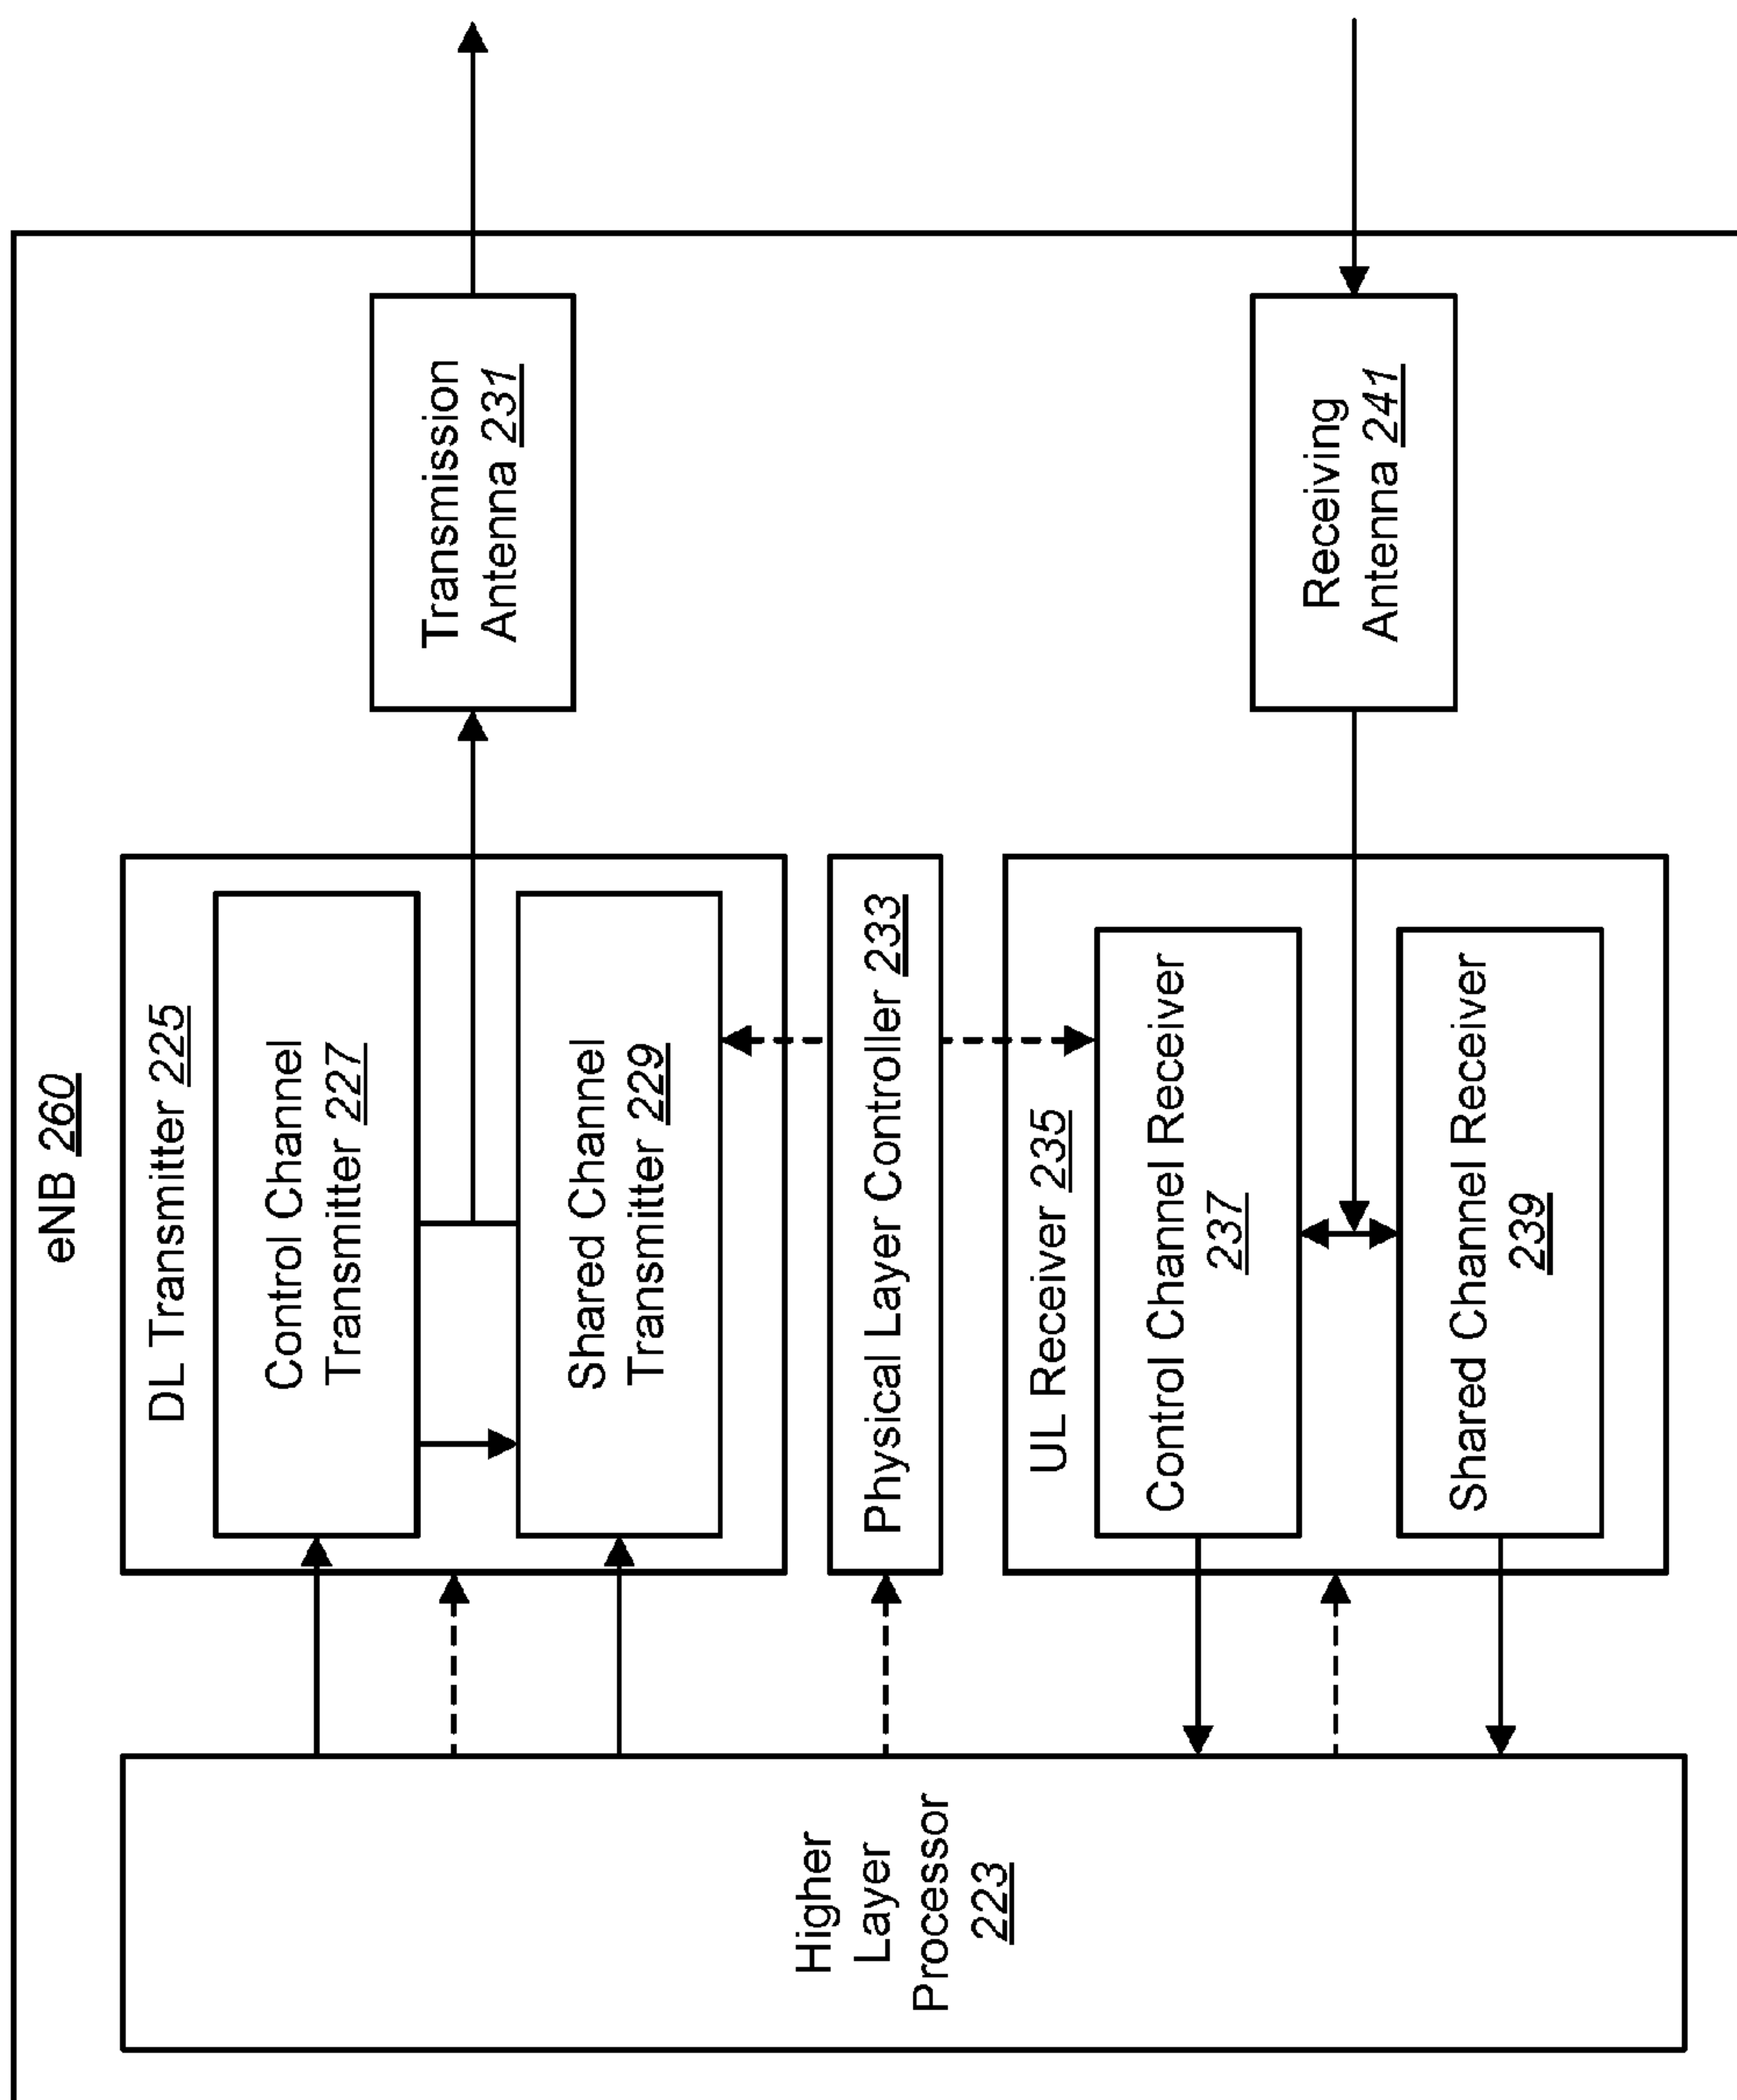 eNB 260
Higher
Layer
Processor
223
DL Transmitter 225
Control Channel
Transmitter 227
Shared Channel
Transmitter 229
Physical Layer Controller 233
UL Receiver 235
Control Channel Receiver
237
Shared Channel Receiver
239
Transmission
Antenna 231
Receiving
Antenna 241